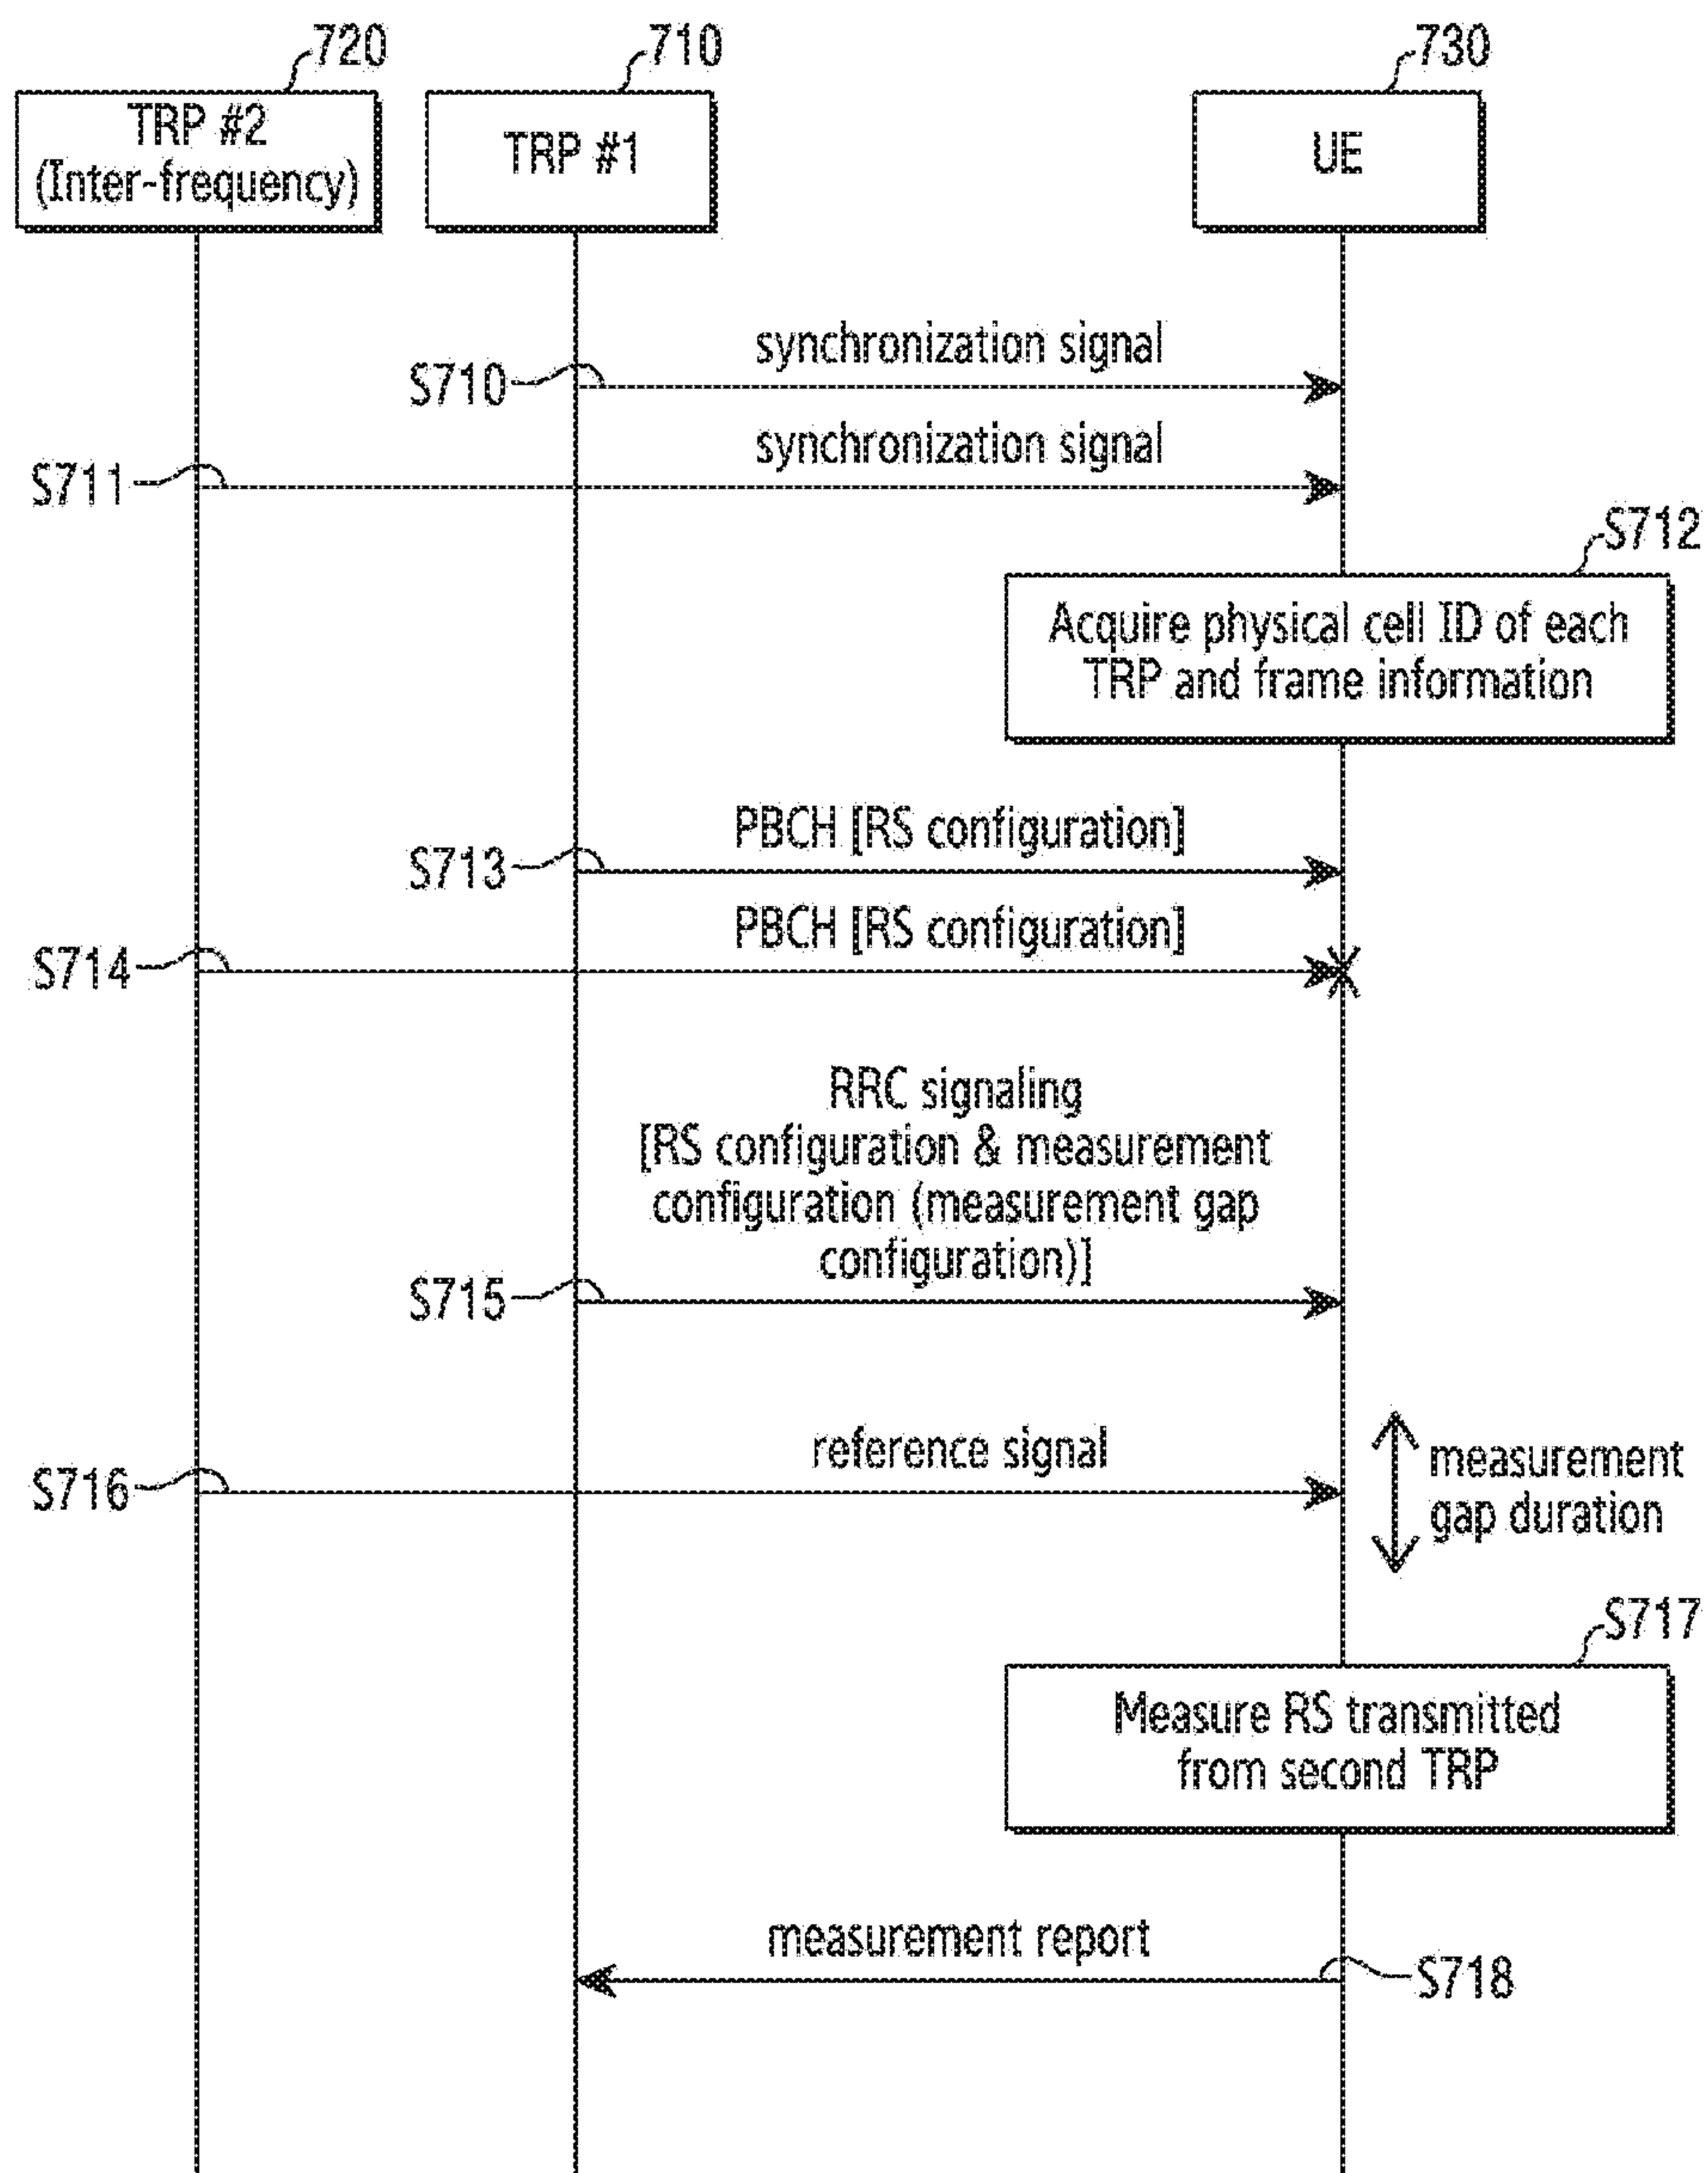 720
710
730
TRP #2
(Inter-frequency)
TRP #1
UE
synchronization signal
S710
synchronization signal
S711
S712
Acquire physical cell ID of each
TRP and frame information
PBCH [RS configuration]
S713
PBCH [RS configuration]
S714
RRC signaling
[RS configuration & measurement
configuration (measurement gap
configuration)]
S715
reference signal
S716
measurement
gap duration
S717
Measure RS transmitted
from second TRP
measurement report
S718